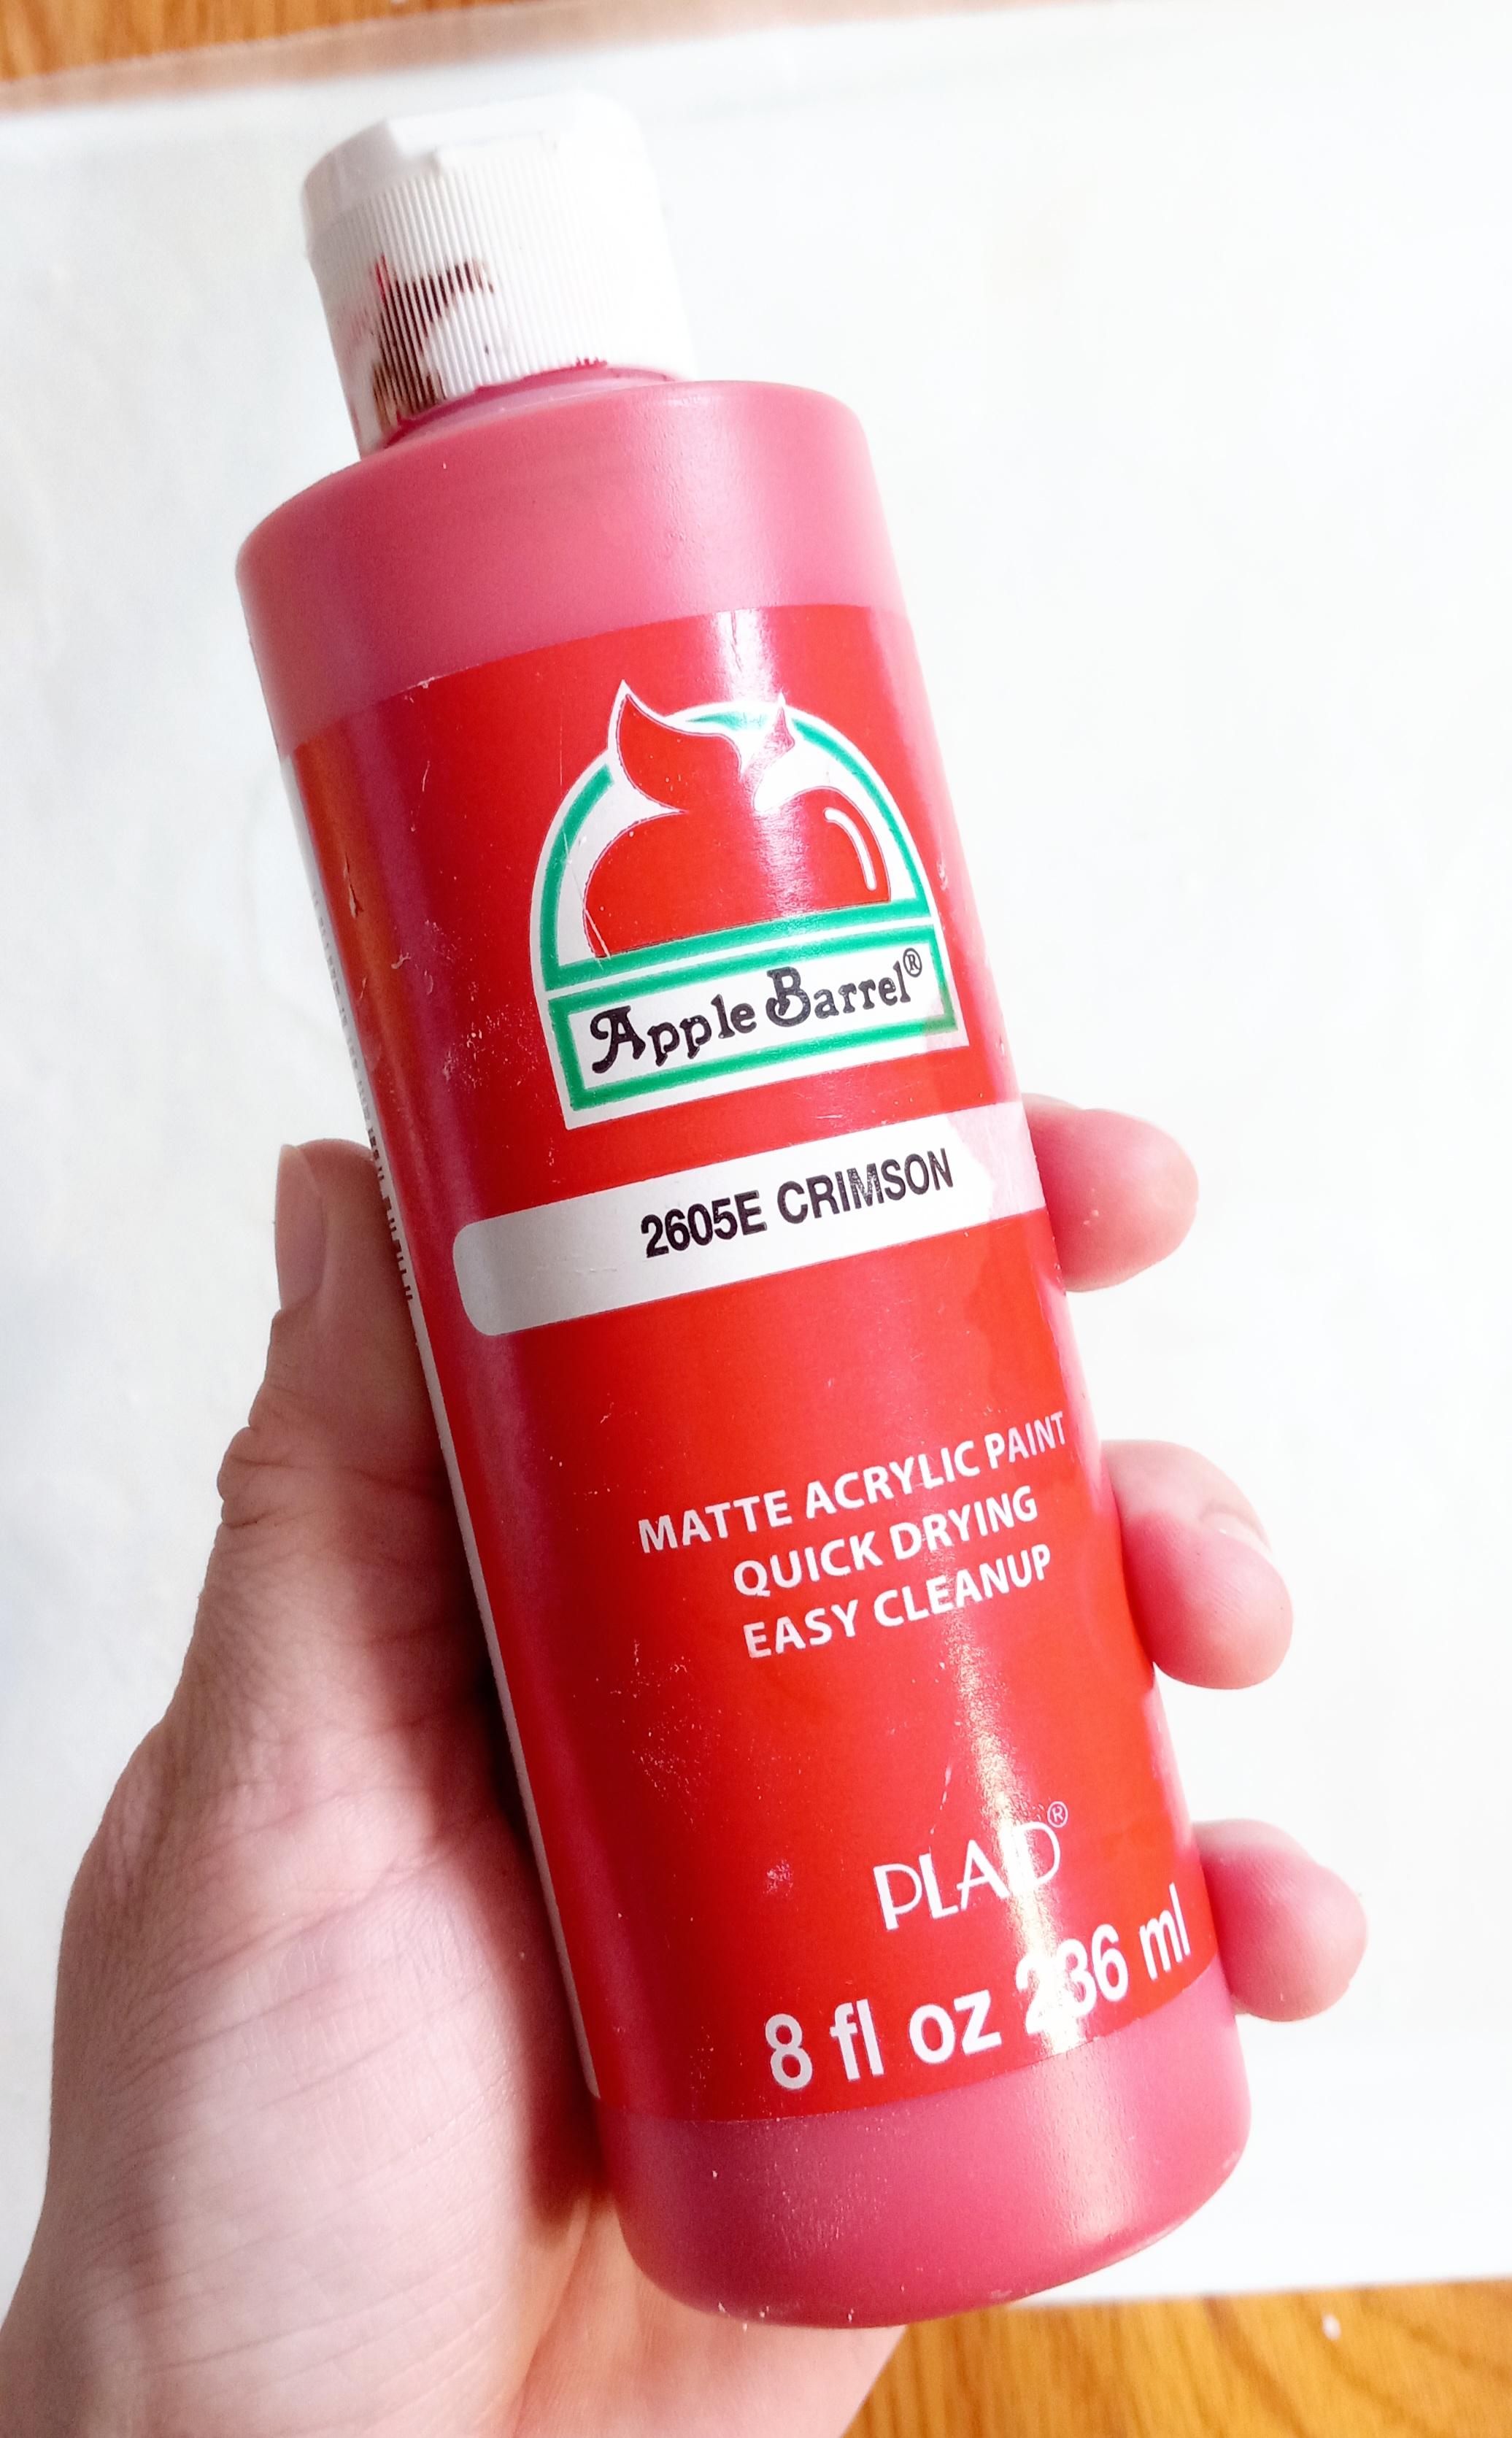 Apple Barrel®
2605E CRIMSON
MATTE ACRYLIC PAINT
QUICK DRYING
EASY CLEANUP
PLAID®
8 fl oz 236 ml